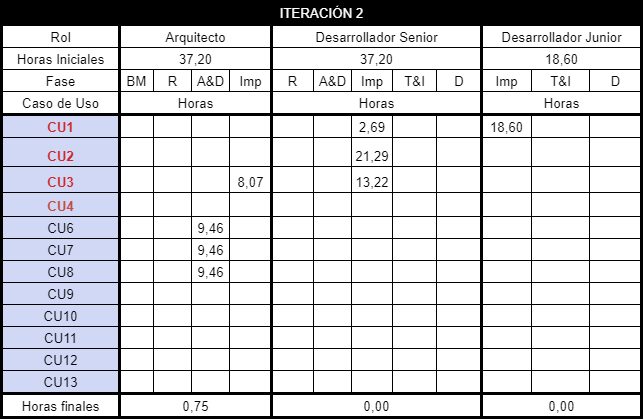 ITERACIÓN 2
Rol Arquitecto Desarrollador Senior Desarrollador Junior
Horas Iniciales 37,20 37,20 18,60
Fase BM R A&D Imp R A&D Imp T&I D Imp T&I D
Caso de Uso Horas Horas Horas
CU1 2,69 18,60
CU2 21,29
CU3 8,07 13,22
CU4
CU6 9,46
CU7 9,46
CU8 9,46
CU9
CU10
CU11
CU12
CU13
Horas finales 0,75 0,00 0,00